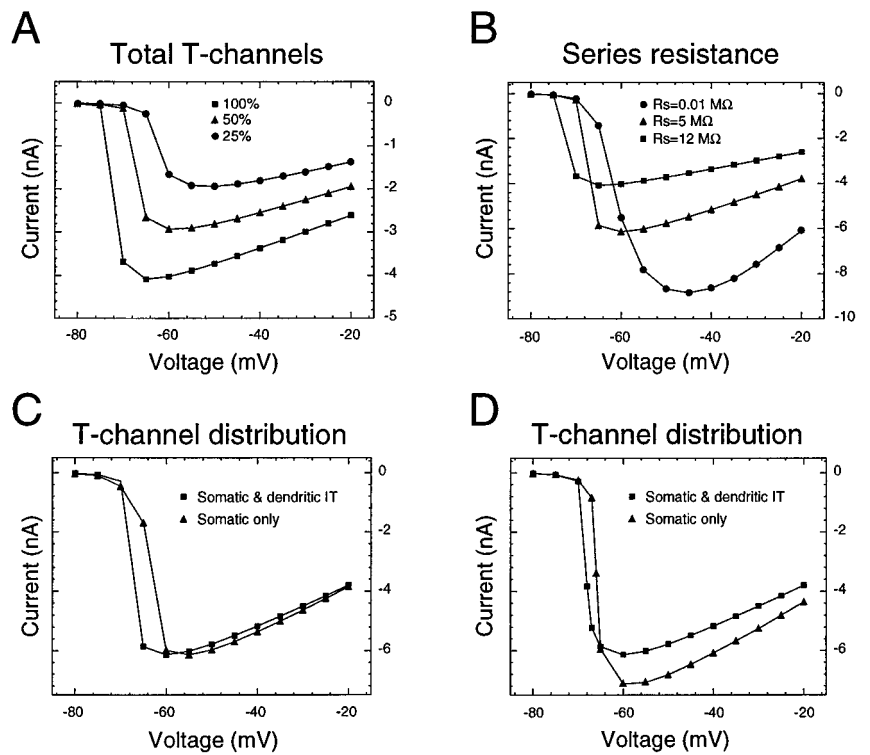 A
Total T-channels
100%
50%
25%
0
-1
-2
-3
-4
-5
Current (nA)
-80
-60
-40
-20
Voltage (mV)
B
Series resistance
Rs=0.01 MΩ
Rs=5 MΩ
Rs=12 MΩ
0
-2
-4
-6
-8
-10
Current (nA)
-80
-60
-40
-20
Voltage (mV)
C
T-channel distribution
Somatic & dendritic IT
Somatic only
0
-2
-4
-6
Current (nA)
-80
-60
-40
-20
Voltage (mV)
D
T-channel distribution
Somatic & dendritic IT
Somatic only
0
-2
-4
-6
Current (nA)
-80
-60
-40
-20
Voltage (mV)